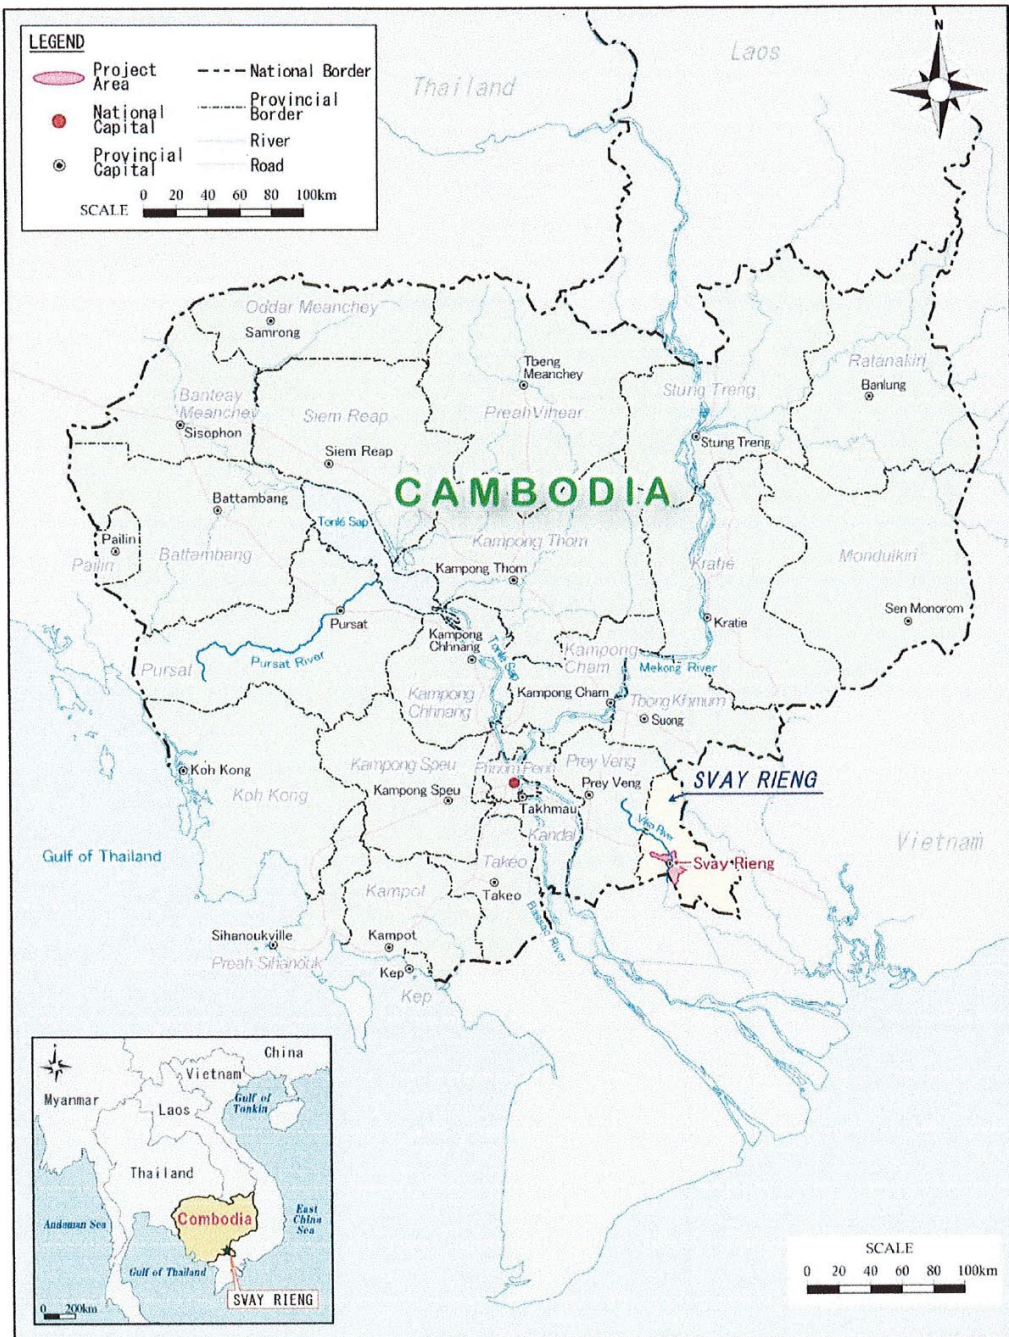 LEGEND
Project
Area
National
Capital
Provincial
Capital
National Border
Provincial
Border
River
Road
0 20 40 60 80 100km
SCALE
N
Laos
Thailand
Oddar Meanchey
Samrong
Tbeng
Meanchey
Ratanakiri
Banlung
Banteay
Meanchey
Sisophon
Siem Reap
Siem Reap
Preah Vihear
Stung Treng
Stung Treng
CAMBODIA
Battambang
Tonlé Sap
Pailin
Pailin
Battambang
Kampong Thom
Kampong Thom
Kratie
Kratie
Monduikiri
Sen Monorom
Pursat
Pursat
Pursat River
Kampong
Chhnang
Tonle Sap
Kampong
Cham
Mekong River
Kampong
Chhnang
Kampong Cham
Tbong Khmum
Suong
Koh Kong
Koh Kong
Kampong Speu
Kampong Speu
Phnom Penh
Takhmau
Prey Veng
Prey Veng
SVAY RIENG
Kandal
Svay Rieng
Vietnam
Gulf of Thailand
Takeo
Takeo
Kampot
Kampot
Bassac River
Sihanoukville
Preah Sihanouk
Kep
Kep
China
Vietnam
Myanmar
Laos
Gulf of
Tonkin
Thailand
Combodia
East
China
Sea
Andaman Sea
Gulf of Thailand
SVAY RIENG
0 200km
SCALE
0 20 40 60 80 100km